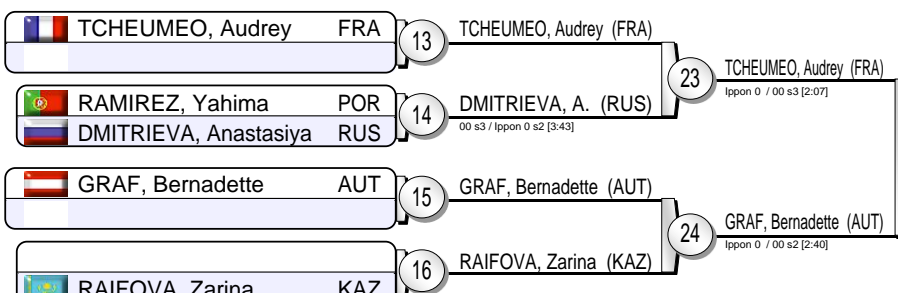 TCHEUMEO, Audrey FRA
13
TCHEUMEO, Audrey (FRA)
23
TCHEUMEO, Audrey (FRA)
Ippon 0 / 00 s3 [2:07]
RAMIREZ, Yahima POR
DMITRIEVA, Anastasiya RUS
14
DMITRIEVA, A. (RUS)
00 s3 / Ippon 0 s2 [3:43]
GRAF, Bernadette AUT
15
GRAF, Bernadette (AUT)
24
GRAF, Bernadette (AUT)
Ippon 0 / 00 s2 [2:40]
16
RAIFOVA, Zarina (KAZ)
RAIFOVA, Zarina KAZ